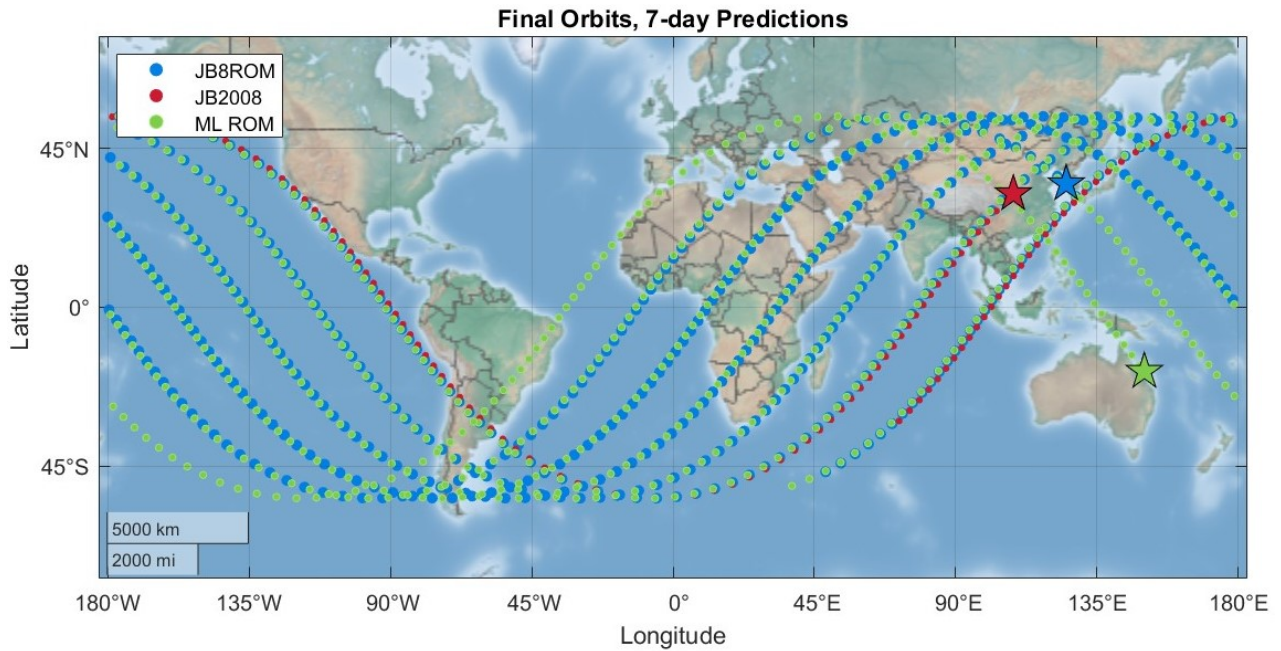 Final Orbits, 7-day Predictions
JB8ROM
JB2008
ML ROM
45°N
0°
45°S
Latitude
5000 km
2000 mi
180°W 135°W 90°W 45°W 0° 45°E 90°E 135°E 180°E
Longitude